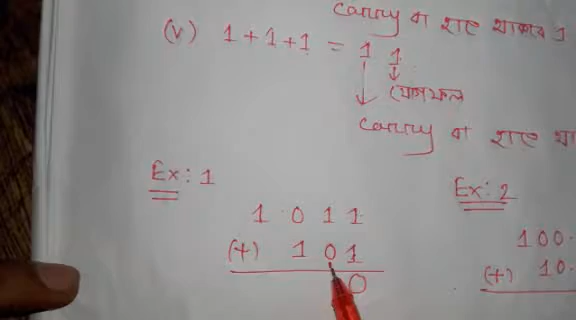 Carry বা হাতে থাকবে 1
(v) 1 + 1 + 1 = 1 1
যোগফল
Carry বা হাতে
Ex: 1
1 0 1 1
(+) 1 0 1
0
Ex: 2
100.
(+) 10.